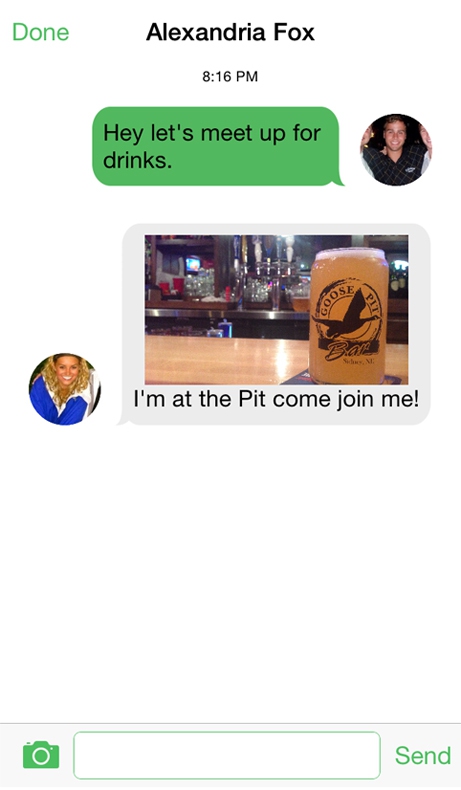 Done
Alexandria Fox
8:16 PM
Hey let's meet up for
drinks.
GOOSE PIT
Bar
I'm at the Pit come join me!
Send